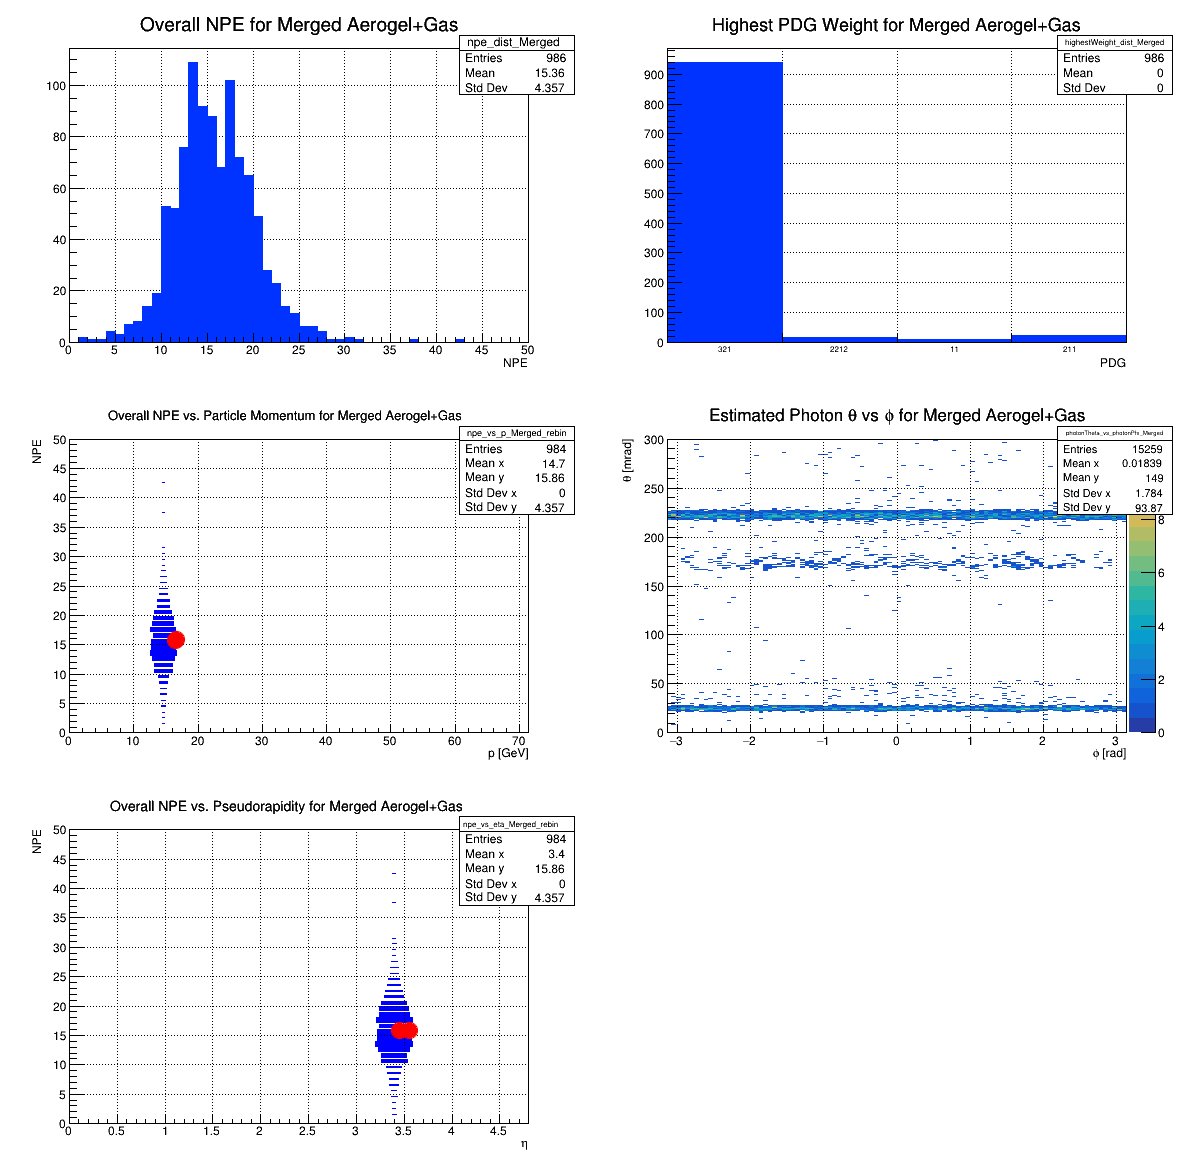 Overall NPE for Merged Aerogel+Gas
npe_dist_Merged
Entries 986
Mean 15.36
Std Dev 4.357
100
80
60
40
20
0
0 5 10 15 20 25 30 35 40 45 50
NPE
Highest PDG Weight for Merged Aerogel+Gas
highestWeight_dist_Merged
Entries 986
Mean 0
Std Dev 0
900
800
700
600
500
400
300
200
100
0
321 2212 11 211
PDG
Overall NPE vs. Particle Momentum for Merged Aerogel+Gas
npe_vs_p_Merged_rebin
Entries 984
Mean x 14.7
Mean y 15.86
Std Dev x 0
Std Dev y 4.357
NPE
50
45
40
35
30
25
20
15
10
5
0
0 10 20 30 40 50 60 70
p [GeV]
Estimated Photon θ vs ϕ for Merged Aerogel+Gas
photonTheta_vs_photonPhi_Merged
Entries 15259
Mean x 0.01839
Mean y 149
Std Dev x 1.784
Std Dev y 93.87
θ [mrad]
300
250
200
150
100
50
0
−3 −2 −1 0 1 2 3
ϕ [rad]
8
6
4
2
0
Overall NPE vs. Pseudorapidity for Merged Aerogel+Gas
npe_vs_eta_Merged_rebin
Entries 984
Mean x 3.4
Mean y 15.86
Std Dev x 0
Std Dev y 4.357
NPE
50
45
40
35
30
25
20
15
10
5
0
0 0.5 1 1.5 2 2.5 3 3.5 4 4.5
η